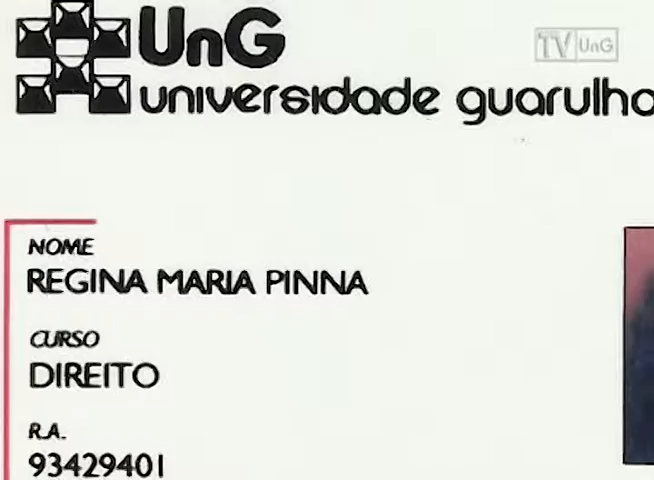 UnG
TV UnG
universidade guarulho
NOME
REGINA MARIA PINNA
CURSO
DIREITO
R.A.
93429401